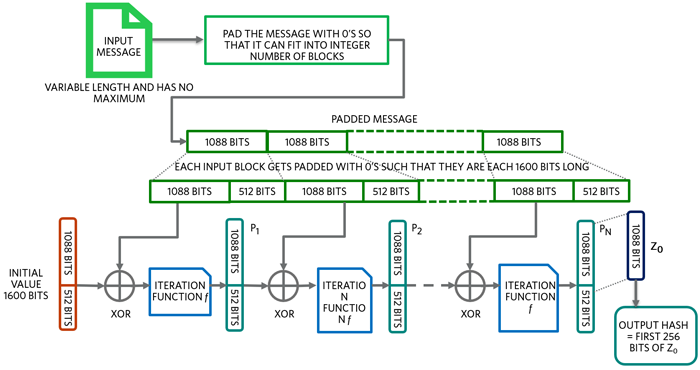 INPUT
MESSAGE
PAD THE MESSAGE WITH 0'S SO
THAT IT CAN FIT INTO INTEGER
NUMBER OF BLOCKS
VARIABLE LENGTH AND HAS NO
MAXIMUM
PADDED MESSAGE
1088 BITS 1088 BITS 1088 BITS
EACH INPUT BLOCK GETS PADDED WITH 0'S SUCH THAT THEY ARE EACH 1600 BITS LONG
1088 BITS 512 BITS 1088 BITS 512 BITS 1088 BITS 512 BITS
INITIAL
VALUE
1600 BITS
1088 BITS
512 BITS
XOR
ITERATION
FUNCTION f
P1
1088 BITS
512 BITS
XOR
ITERATIO
N
FUNCTIO
N f
P2
1088 BITS
512 BITS
XOR
ITERATION
FUNCTION
f
PN
1088 BITS
512 BITS
1088 BITS
Z0
OUTPUT HASH
= FIRST 256
BITS OF Z0